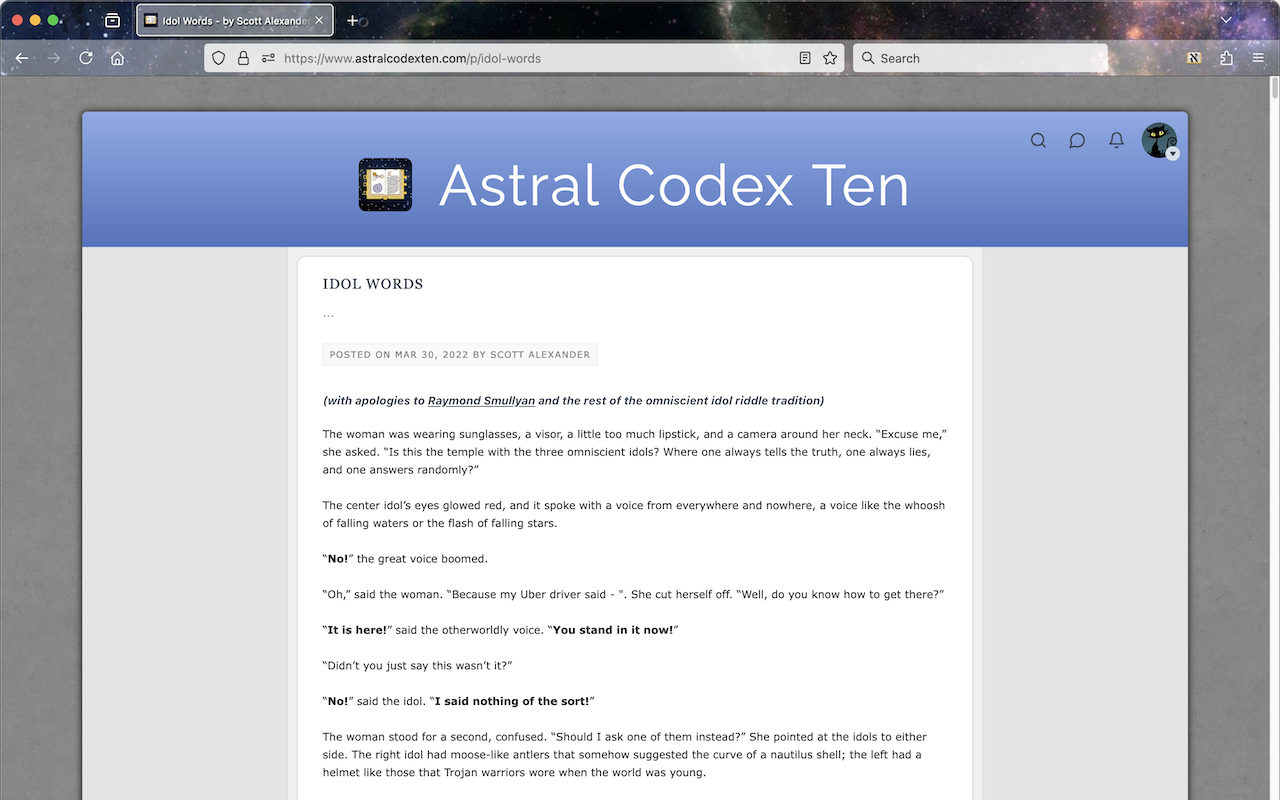 Idol Words - by Scott Alexander
https://www.astralcodexten.com/p/idol-words
Search
Astral Codex Ten
IDOL WORDS
...
POSTED ON MAR 30, 2022 BY SCOTT ALEXANDER
(with apologies to Raymond Smullyan and the rest of the omniscient idol riddle tradition)
The woman was wearing sunglasses, a visor, a little too much lipstick, and a camera around her neck. “Excuse me,”
she asked. “Is this the temple with the three omniscient idols? Where one always tells the truth, one always lies,
and one answers randomly?”
The center idol’s eyes glowed red, and it spoke with a voice from everywhere and nowhere, a voice like the whoosh
of falling waters or the flash of falling stars.
“No!” the great voice boomed.
“Oh,” said the woman. “Because my Uber driver said - ". She cut herself off. “Well, do you know how to get there?”
“It is here!” said the otherworldly voice. “You stand in it now!”
“Didn’t you just say this wasn’t it?”
“No!” said the idol. “I said nothing of the sort!”
The woman stood for a second, confused. “Should I ask one of them instead?” She pointed at the idols to either
side. The right idol had moose-like antlers that somehow suggested the curve of a nautilus shell; the left had a
helmet like those that Trojan warriors wore when the world was young.